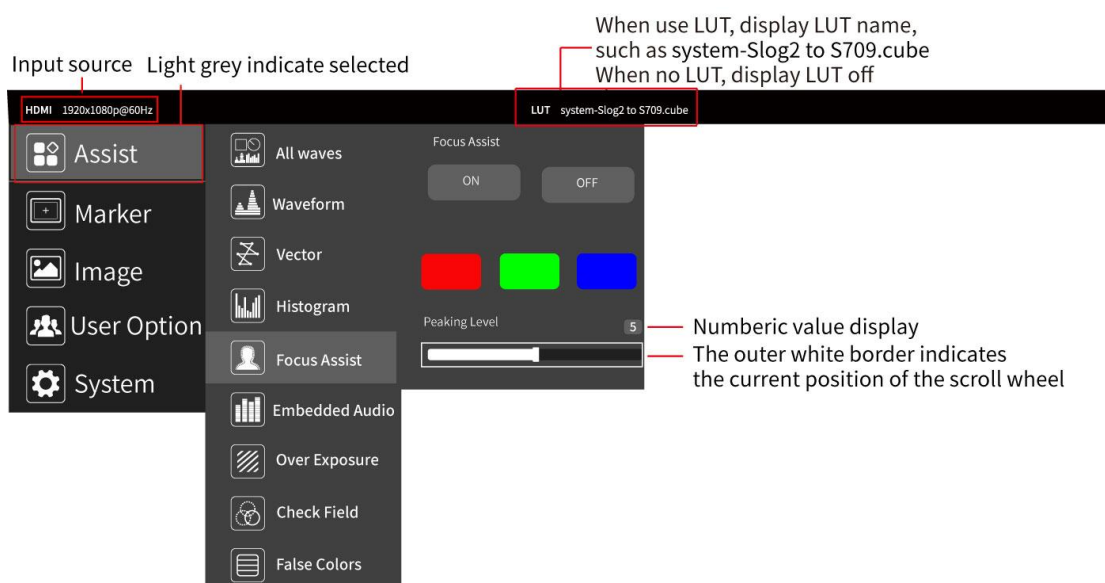 When use LUT, display LUT name,
such as system-Slog2 to S709.cube
When no LUT, display LUT off
Input source
Light grey indicate selected
HDMI 1920x1080p@60Hz
LUT system-Slog2 to S709.cube
Assist
Marker
Image
User Option
System
All waves
Waveform
Vector
Histogram
Focus Assist
Embedded Audio
Over Exposure
Check Field
False Colors
Focus Assist
ON
OFF
Peaking Level
5
Numberic value display
The outer white border indicates
the current position of the scroll wheel